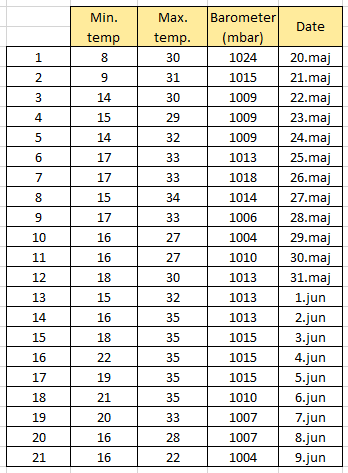 Min. temp Max. temp. Barometer (mbar) Date
1 8 30 1024 20.maj
2 9 31 1015 21.maj
3 14 30 1009 22.maj
4 15 29 1009 23.maj
5 14 32 1009 24.maj
6 17 33 1013 25.maj
7 17 33 1018 26.maj
8 15 34 1014 27.maj
9 17 33 1006 28.maj
10 16 27 1004 29.maj
11 16 27 1010 30.maj
12 18 30 1013 31.maj
13 15 32 1013 1.jun
14 16 35 1013 2.jun
15 18 35 1015 3.jun
16 22 35 1015 4.jun
17 19 35 1015 5.jun
18 21 35 1010 6.jun
19 20 33 1007 7.jun
20 16 28 1007 8.jun
21 16 22 1004 9.jun